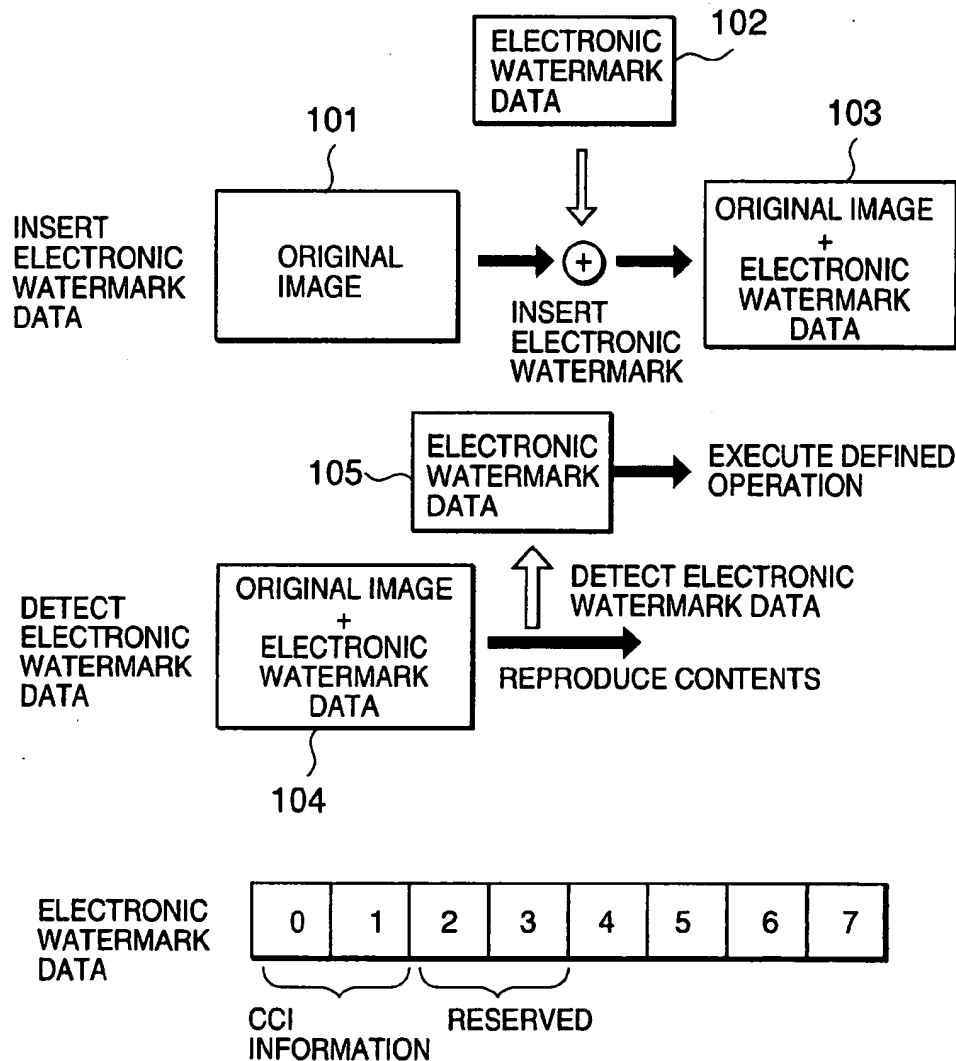 ELECTRONIC
WATERMARK
DATA
102
101
103
INSERT
ELECTRONIC
WATERMARK
DATA
ORIGINAL
IMAGE
+
INSERT
ELECTRONIC
WATERMARK
ORIGINAL IMAGE
+
ELECTRONIC
WATERMARK
DATA
105
ELECTRONIC
WATERMARK
DATA
EXECUTE DEFINED
OPERATION
DETECT
ELECTRONIC
WATERMARK
DATA
ORIGINAL IMAGE
+
ELECTRONIC
WATERMARK
DATA
DETECT ELECTRONIC
WATERMARK DATA
REPRODUCE CONTENTS
104
ELECTRONIC
WATERMARK
DATA
0 1 2 3 4 5 6 7
CCI
INFORMATION
RESERVED